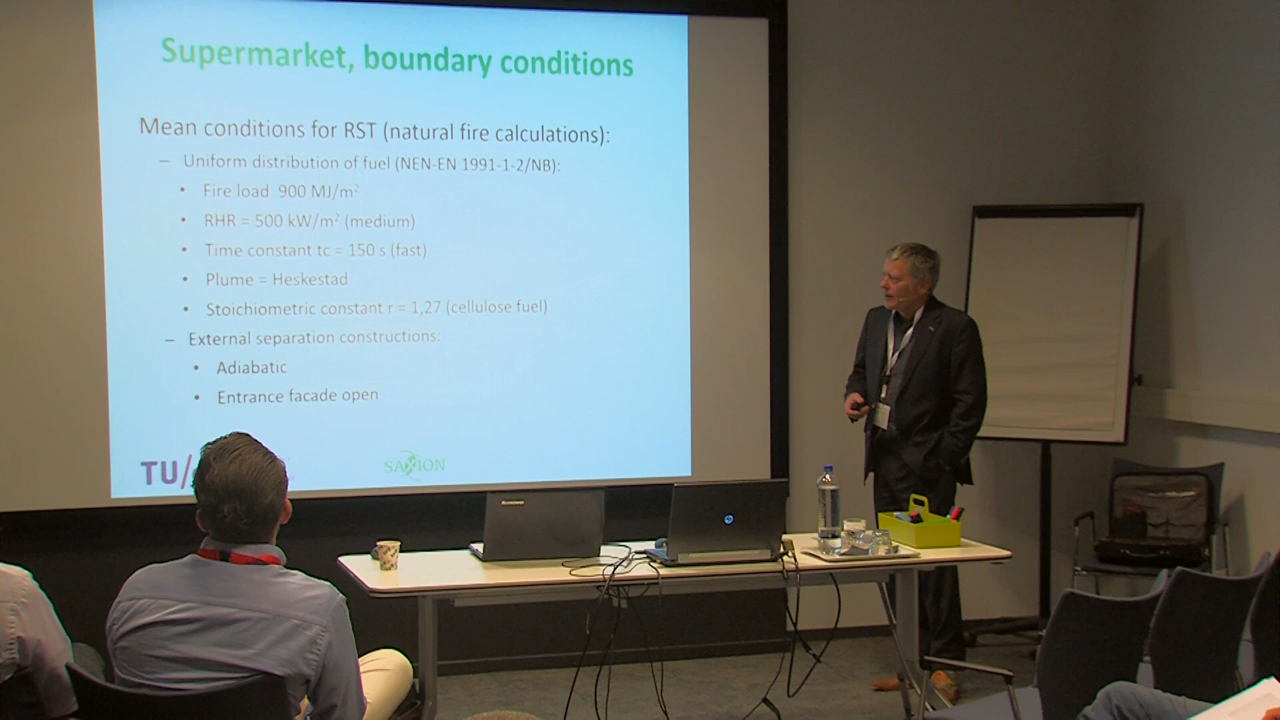 Supermarket, boundary conditions
Mean conditions for RST (natural fire calculations):
– Uniform distribution of fuel (NEN-EN 1991-1-2/NB):
• Fire load 900 MJ/m²
• RHR = 500 kW/m² (medium)
• Time constant tc = 150 s (fast)
• Plume = Heskestad
• Stoichiometric constant r = 1,27 (cellulose fuel)
– External separation constructions:
• Adiabatic
• Entrance facade open
TU/
SAXION
lenovo
hp